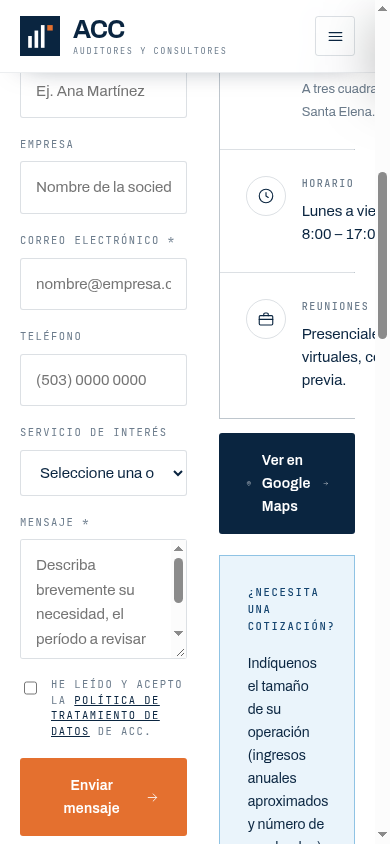 ACC
AUDITORES Y CONSULTORES
Ej. Ana Martínez
EMPRESA
Nombre de la socied
CORREO ELECTRÓNICO *
nombre@empresa.c
TELÉFONO
(503) 0000 0000
SERVICIO DE INTERÉS
Seleccione una o
MENSAJE *
Describa
brevemente su
necesidad, el
período a revisar
HE LEÍDO Y ACEPTO
LA POLÍTICA DE
TRATAMIENTO DE
DATOS DE ACC.
Enviar
mensaje
A tres cuadra
Santa Elena.
HORARIO
Lunes a vie
8:00 – 17:0
REUNIONES
Presenciale
virtuales, co
previa.
Ver en
Google
Maps
¿NECESITA
UNA
COTIZACIÓN?
Indíquenos
el tamaño
de su
operación
(ingresos
anuales
aproximados
y número de